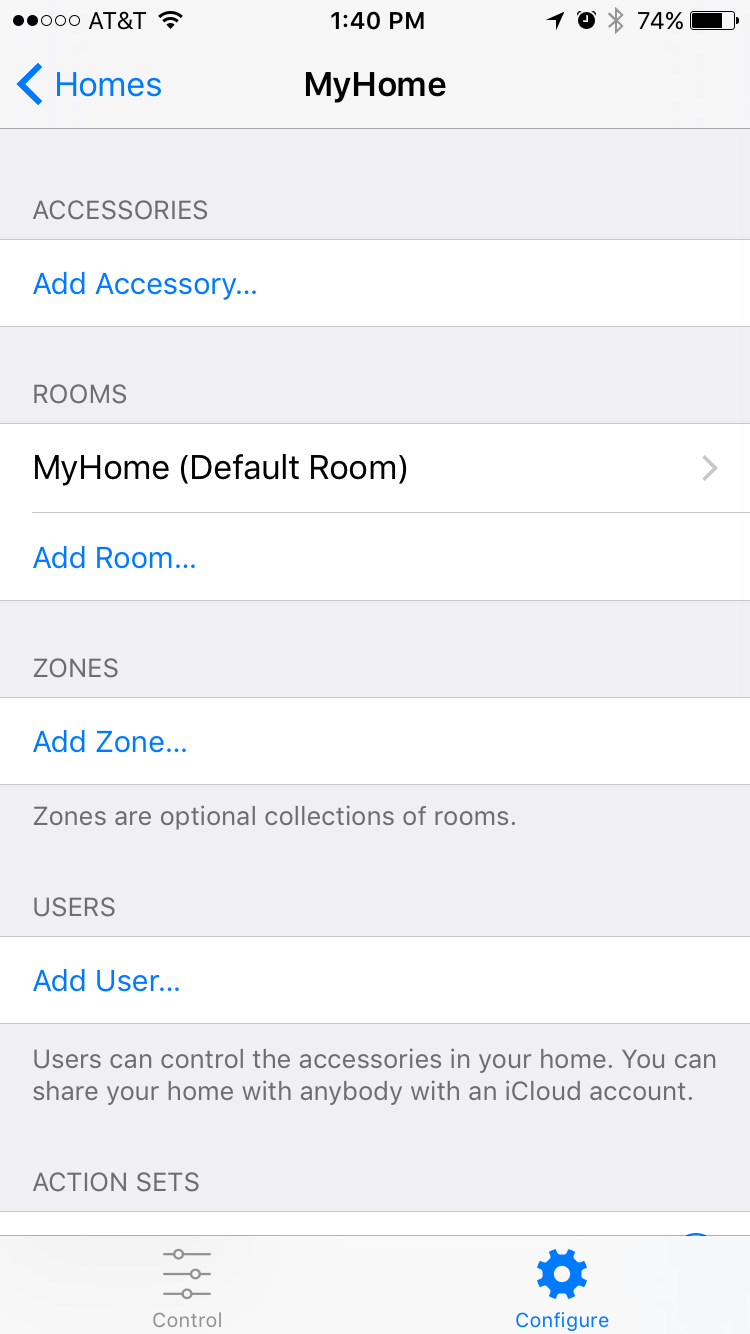 AT&T 1:40 PM 74%
Homes MyHome
ACCESSORIES
Add Accessory...
ROOMS
MyHome (Default Room)
Add Room...
ZONES
Add Zone...
Zones are optional collections of rooms.
USERS
Add User...
Users can control the accessories in your home. You can
share your home with anybody with an iCloud account.
ACTION SETS
Control Configure